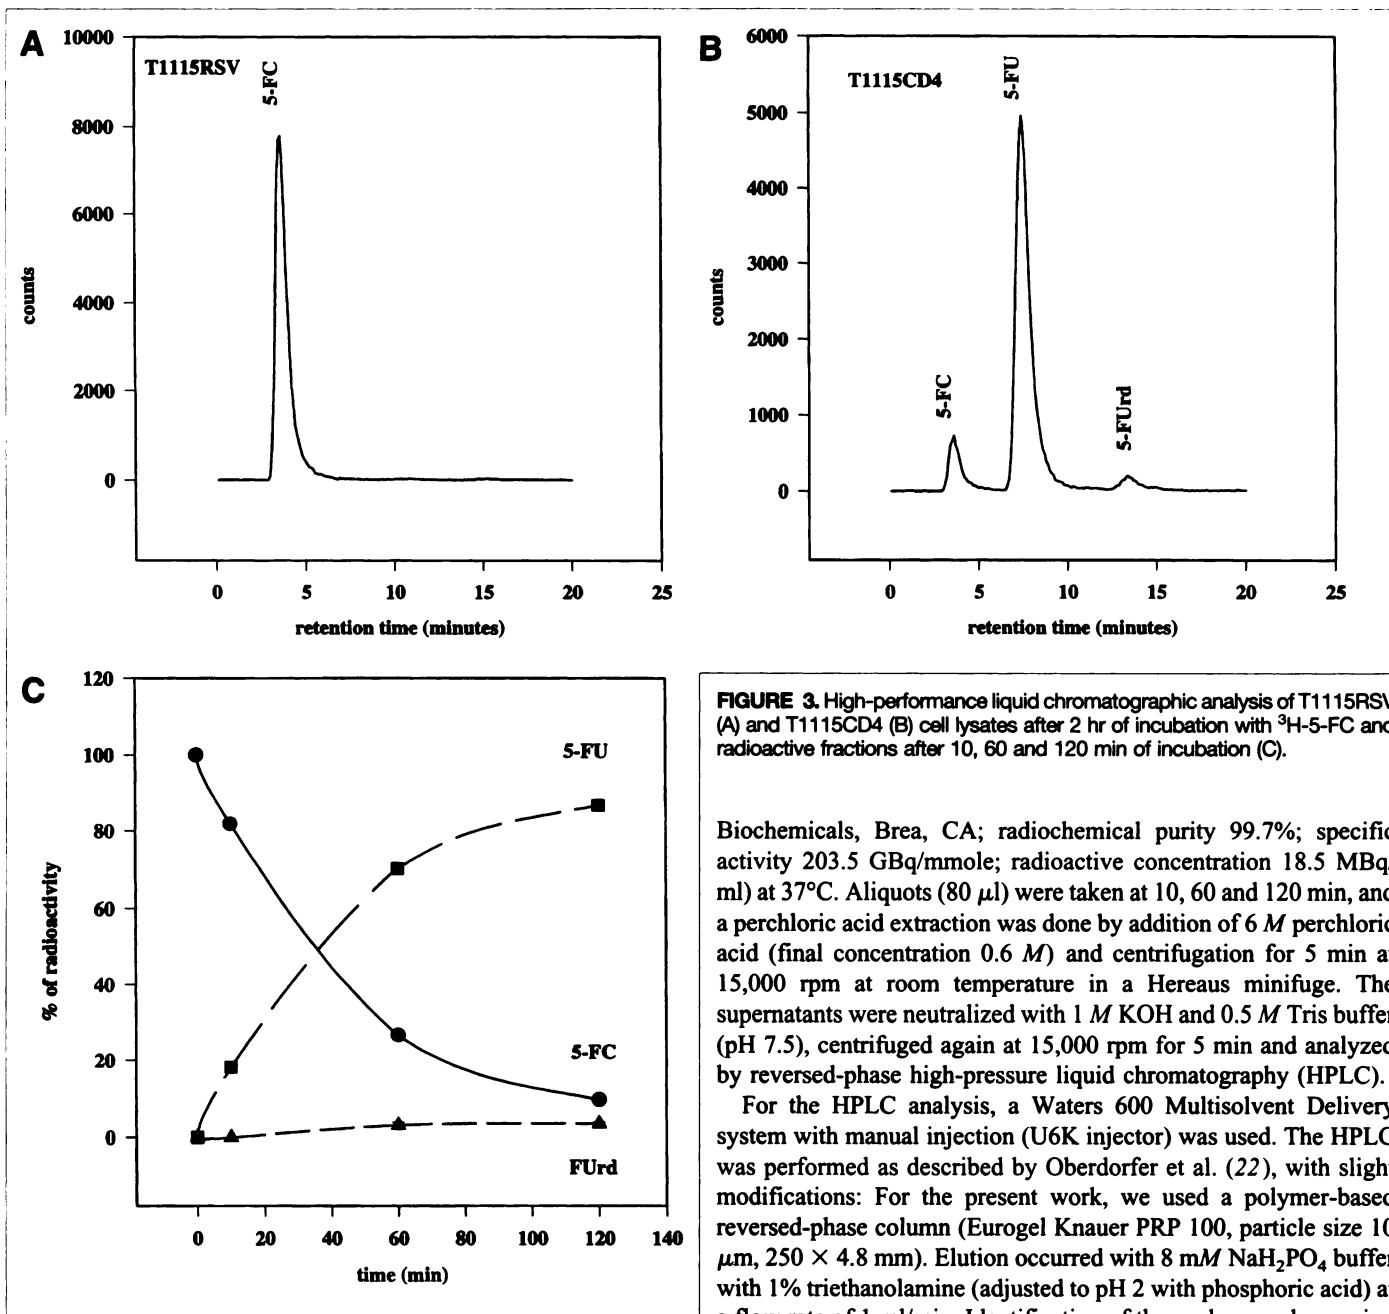 A
10000
8000
6000
4000
2000
0
counts
T1115RSV
5-FC
0 5 10 15 20 25
retention time (minutes)
B
6000
5000
4000
3000
2000
1000
0
counts
T1115CD4
5-FC
5-FU
5-FUrd
0 5 10 15 20 25
retention time (minutes)
C
120
100
80
60
40
20
0
% of radioactivity
5-FU
5-FC
FUrd
0 20 40 60 80 100 120 140
time (min)
FIGURE 3. High-performance liquid chromatographic analysis of T1115RSV
(A) and T1115CD4 (B) cell lysates after 2 hr of incubation with ³H-5-FC and
radioactive fractions after 10, 60 and 120 min of incubation (C).
Biochemicals, Brea, CA; radiochemical purity 99.7%; specific
activity 203.5 GBq/mmole; radioactive concentration 18.5 MBq/
ml) at 37°C. Aliquots (80 μl) were taken at 10, 60 and 120 min, and
a perchloric acid extraction was done by addition of 6 M perchloric
acid (final concentration 0.6 M) and centrifugation for 5 min at
15,000 rpm at room temperature in a Hereus minifuge. The
supernatants were neutralized with 1 M KOH and 0.5 M Tris buffer
(pH 7.5), centrifuged again at 15,000 rpm for 5 min and analyzed
by reversed-phase high-pressure liquid chromatography (HPLC).
For the HPLC analysis, a Waters 600 Multisolvent Delivery
system with manual injection (U6K injector) was used. The HPLC
was performed as described by Oberdorfer et al. (22), with slight
modifications: For the present work, we used a polymer-based
reversed-phase column (Eurogel Knauer PRP 100, particle size 10
μm, 250 × 4.8 mm). Elution occurred with 8 mM NaH₂PO₄ buffer
with 1% triethanolamine (adjusted to pH 2 with phosphoric acid) at